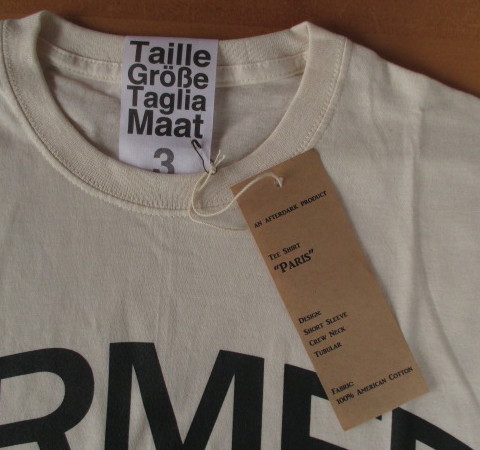 Taille
Größe
Taglia
Maat
3
AN AFTERDARK PRODUCT
TEE SHIRT
"PARIS"
DESIGN:
SHORT SLEEVE
CREW NECK
TUBULAR
FABRIC:
100% AMERICAN COTTON